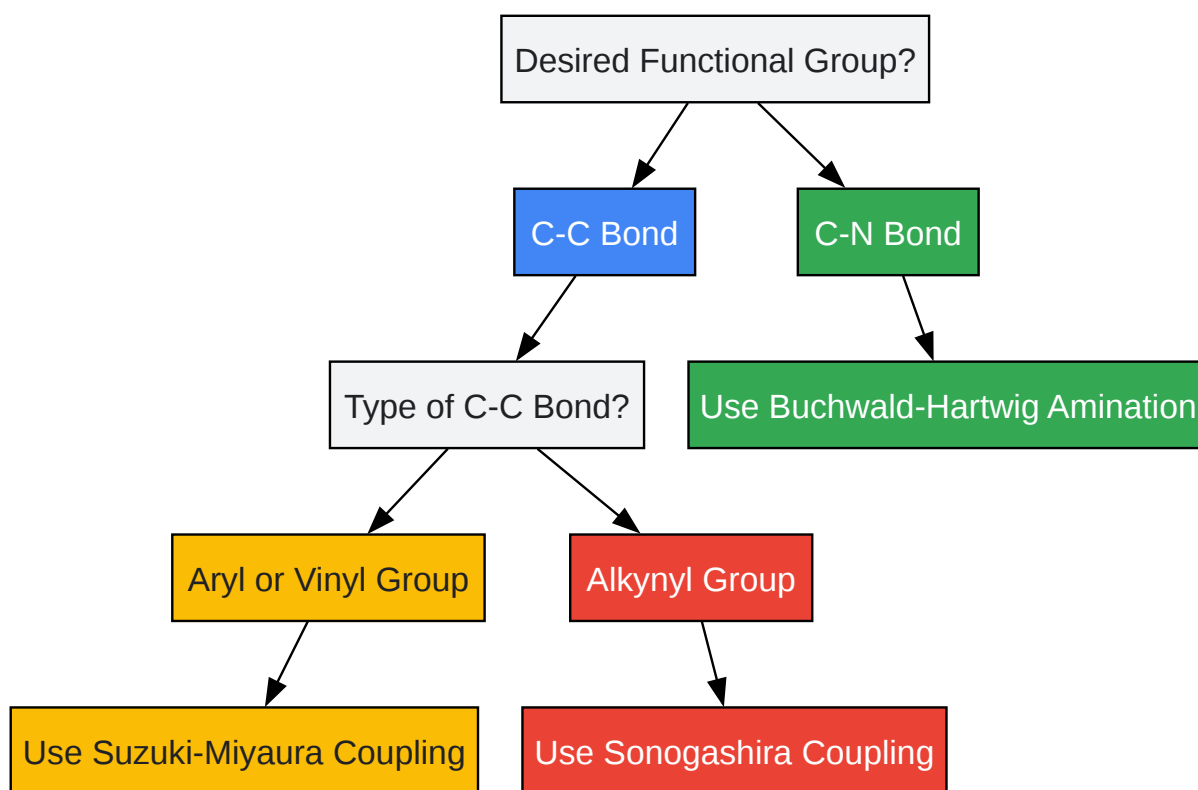 Desired Functional Group?
C-C Bond
C-N Bond
Type of C-C Bond?
Use Buchwald-Hartwig Amination
Aryl or Vinyl Group
Alkynyl Group
Use Suzuki-Miyaura Coupling
Use Sonogashira Coupling